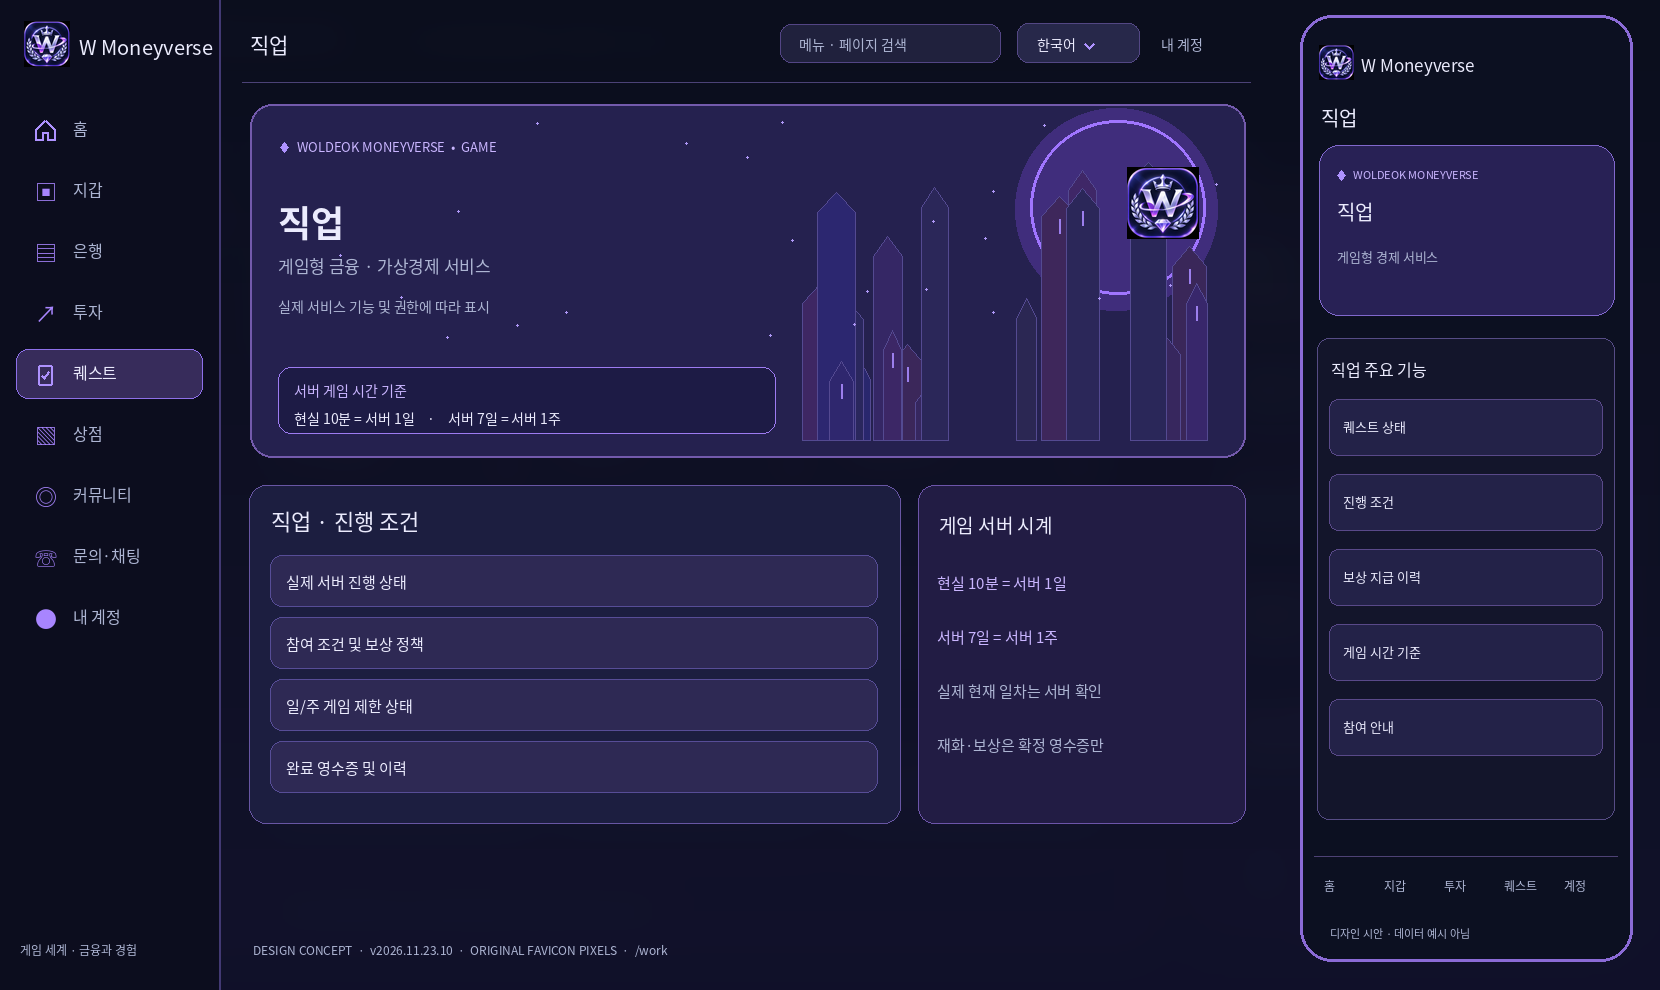 W Moneyverse
홈
지갑
은행
투자
퀘스트
상점
커뮤니티
문의·채팅
내 계정
게임 세계 · 금융과 경험
직업
메뉴 · 페이지 검색
한국어
내 계정
WOLDEOK MONEYVERSE • GAME
직업
게임형 금융 · 가상경제 서비스
실제 서비스 기능 및 권한에 따라 표시
서버 게임 시간 기준
현실 10분 = 서버 1일 · 서버 7일 = 서버 1주
W
직업 · 진행 조건
실제 서버 진행 상태
참여 조건 및 보상 정책
일/주 게임 제한 상태
완료 영수증 및 이력
게임 서버 시계
현실 10분 = 서버 1일
서버 7일 = 서버 1주
실제 현재 일차는 서버 확인
재화·보상은 확정 영수증만
DESIGN CONCEPT · v2026.11.23.10 · ORIGINAL FAVICON PIXELS · /work
W Moneyverse
직업
WOLDEOK MONEYVERSE
직업
게임형 경제 서비스
직업 주요 기능
퀘스트 상태
진행 조건
보상 지급 이력
게임 시간 기준
참여 안내
홈 지갑 투자 퀘스트 계정
디자인 시안 · 데이터 예시 아님